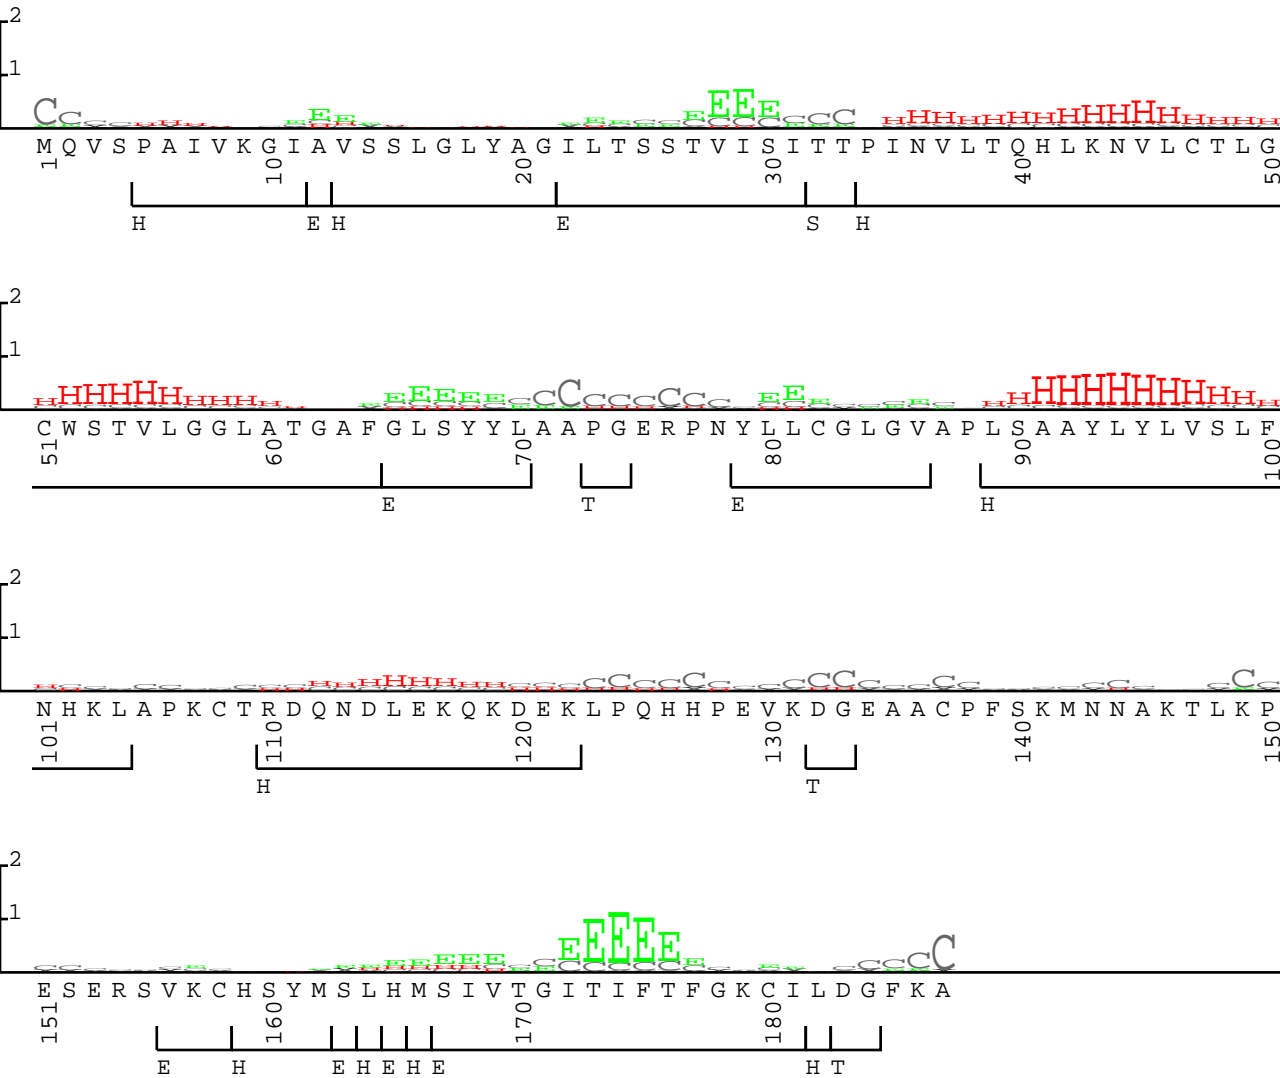 2
1
M Q V S P A I V K G I A V S S L G L Y A G I L T S S T V I S I T T P I N V L T Q H L K N V L C T L G
1 10 20 30 40 50
H E H E S H
2
1
C W S T V L G G L A T G A F G L S Y Y L A A P G E R P N Y L L C G L G V A P L S A A Y L Y L V S L F
51 60 70 80 90 100
E T E H
2
1
N H K L A P K C T R D Q N D L E K Q K D E K L P Q H H P E V K D G E A A C P F S K M N N A K T L K P
101 110 120 130 140 150
H T
2
1
E S E R S V K C H S Y M S L H M S I V T G I T I F T F G K C I L D G F K A
151 160 170 180
E H E H E H E H T